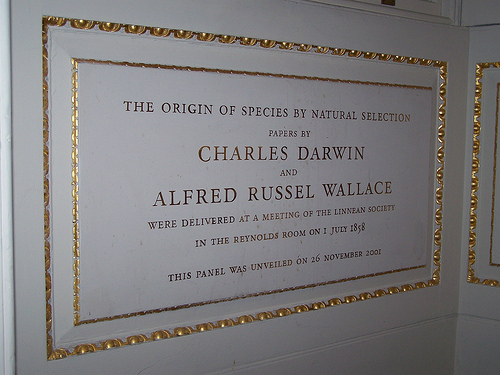 THE ORIGIN OF SPECIES BY NATURAL SELECTION
PAPERS BY
CHARLES DARWIN
AND
ALFRED RUSSEL WALLACE
WERE DELIVERED AT A MEETING OF THE LINNEAN SOCIETY
IN THE REYNOLDS ROOM ON 1 JULY 1858
THIS PANEL WAS UNVEILED ON 26 NOVEMBER 2001